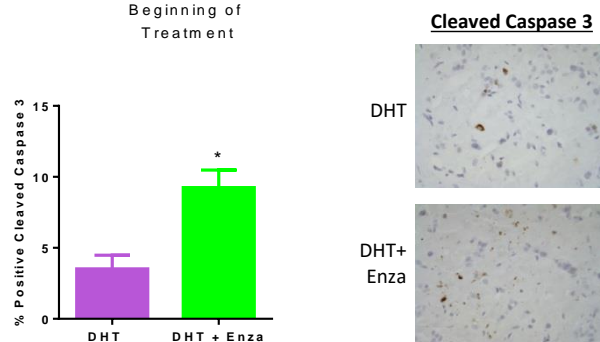 Beginning of
Treatment
% Positive Cleaved Caspase 3
15
10
5
0
*
DHT
DHT + Enza
Cleaved Caspase 3
DHT
DHT+
Enza